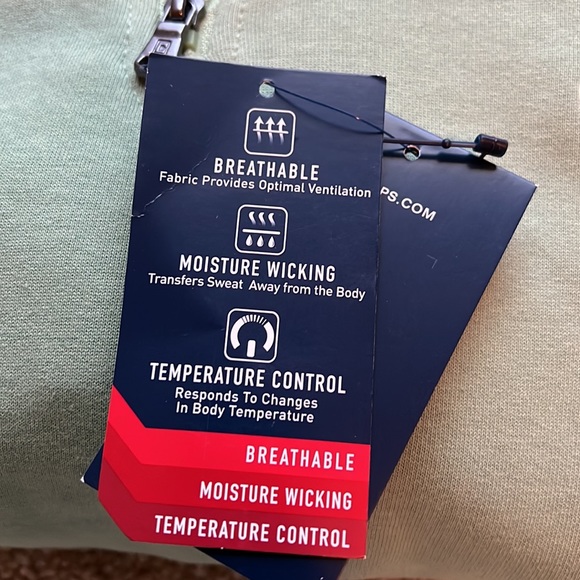 BREATHABLE
Fabric Provides Optimal Ventilation
PS.COM
MOISTURE WICKING
Transfers Sweat Away from the Body
TEMPERATURE CONTROL
Responds To Changes
In Body Temperature
BREATHABLE
MOISTURE WICKING
TEMPERATURE CONTROL